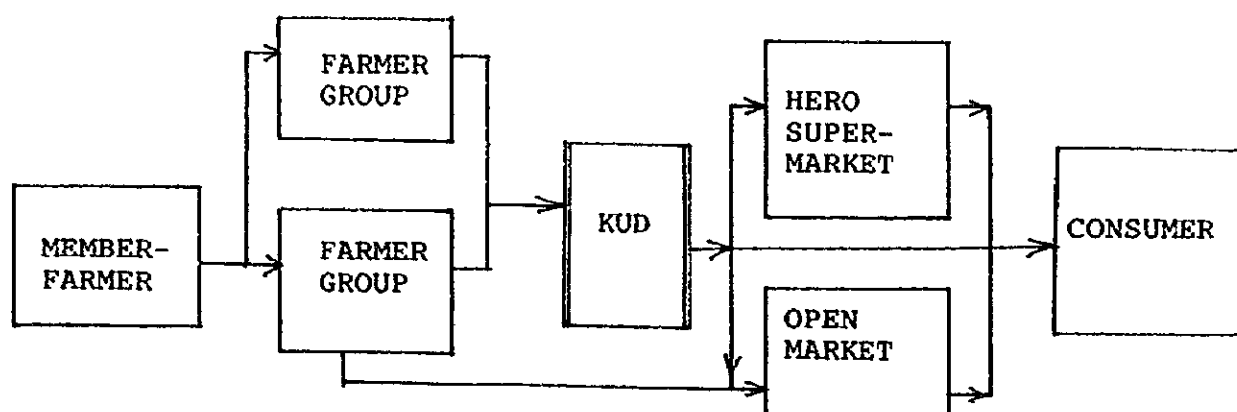 FARMER
GROUP
HERO
SUPER-
MARKET
MEMBER-
FARMER
FARMER
GROUP
KUD
CONSUMER
OPEN
MARKET